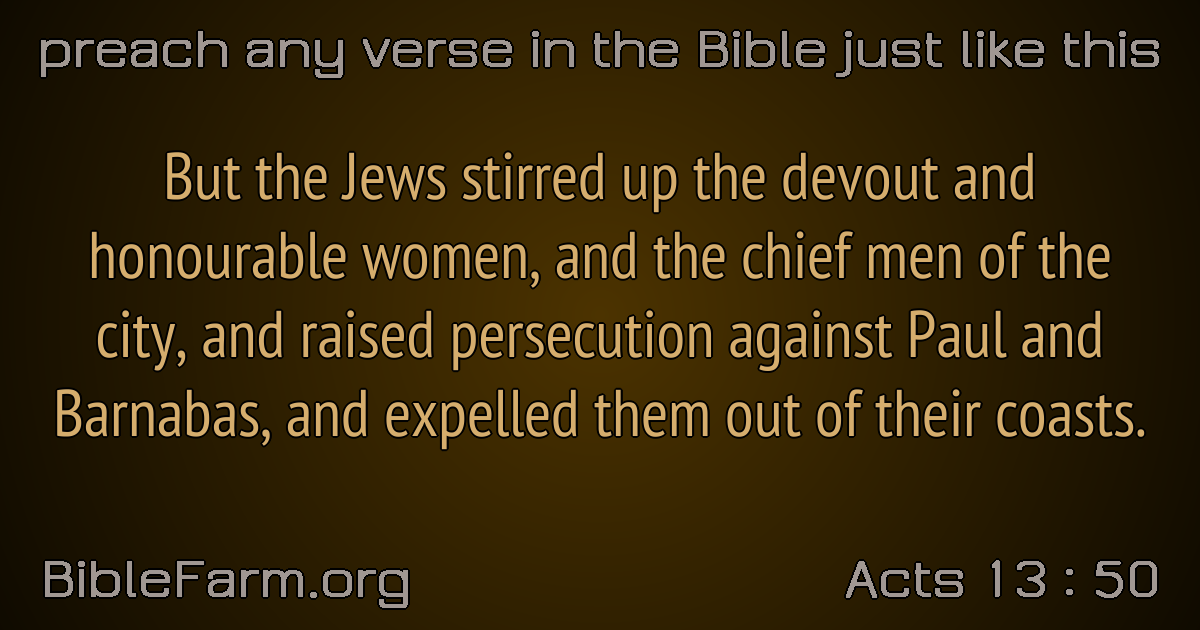 preach any verse in the Bible just like this
But the Jews stirred up the devout and
honourable women, and the chief men of the
city, and raised persecution against Paul and
Barnabas, and expelled them out of their coasts.
BibleFarm.org
Acts 13 : 50